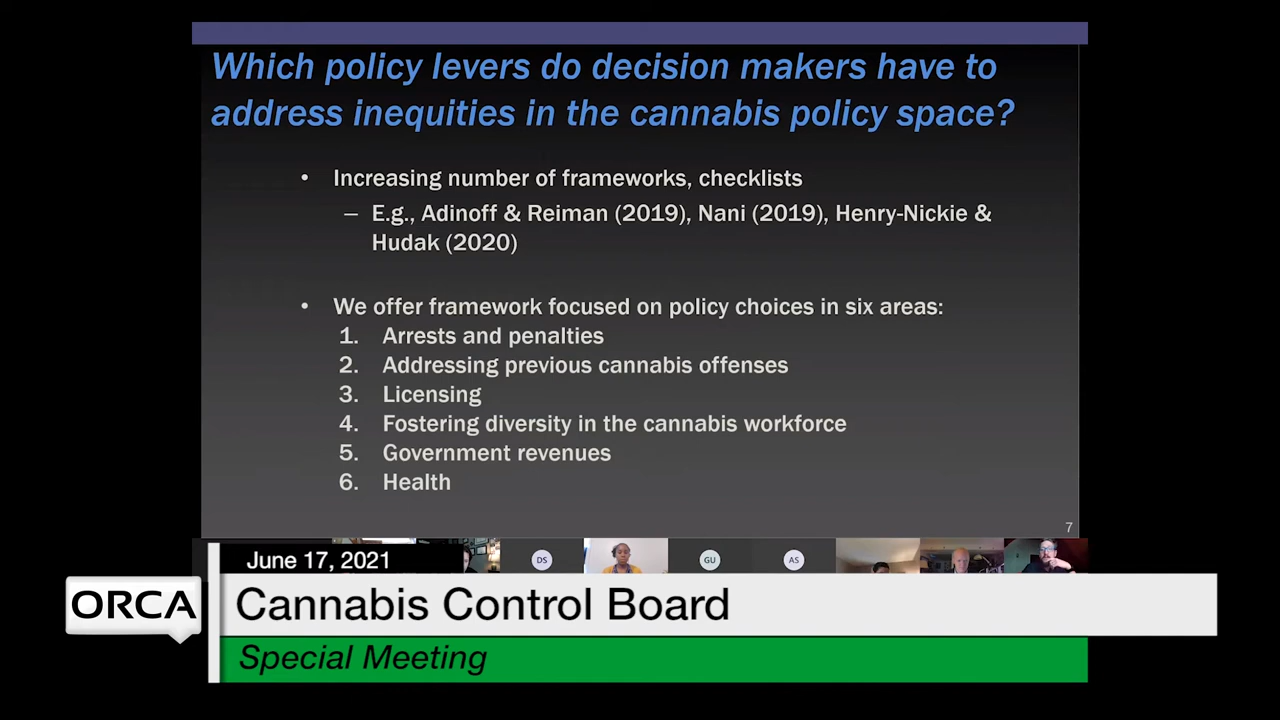 Which policy levers do decision makers have to
address inequities in the cannabis policy space?
• Increasing number of frameworks, checklists
– E.g., Adinoff & Reiman (2019), Nani (2019), Henry-Nickie &
Hudak (2020)
• We offer framework focused on policy choices in six areas:
1. Arrests and penalties
2. Addressing previous cannabis offenses
3. Licensing
4. Fostering diversity in the cannabis workforce
5. Government revenues
6. Health
7
DS
GU
AS
June 17, 2021
ORCA
Cannabis Control Board
Special Meeting